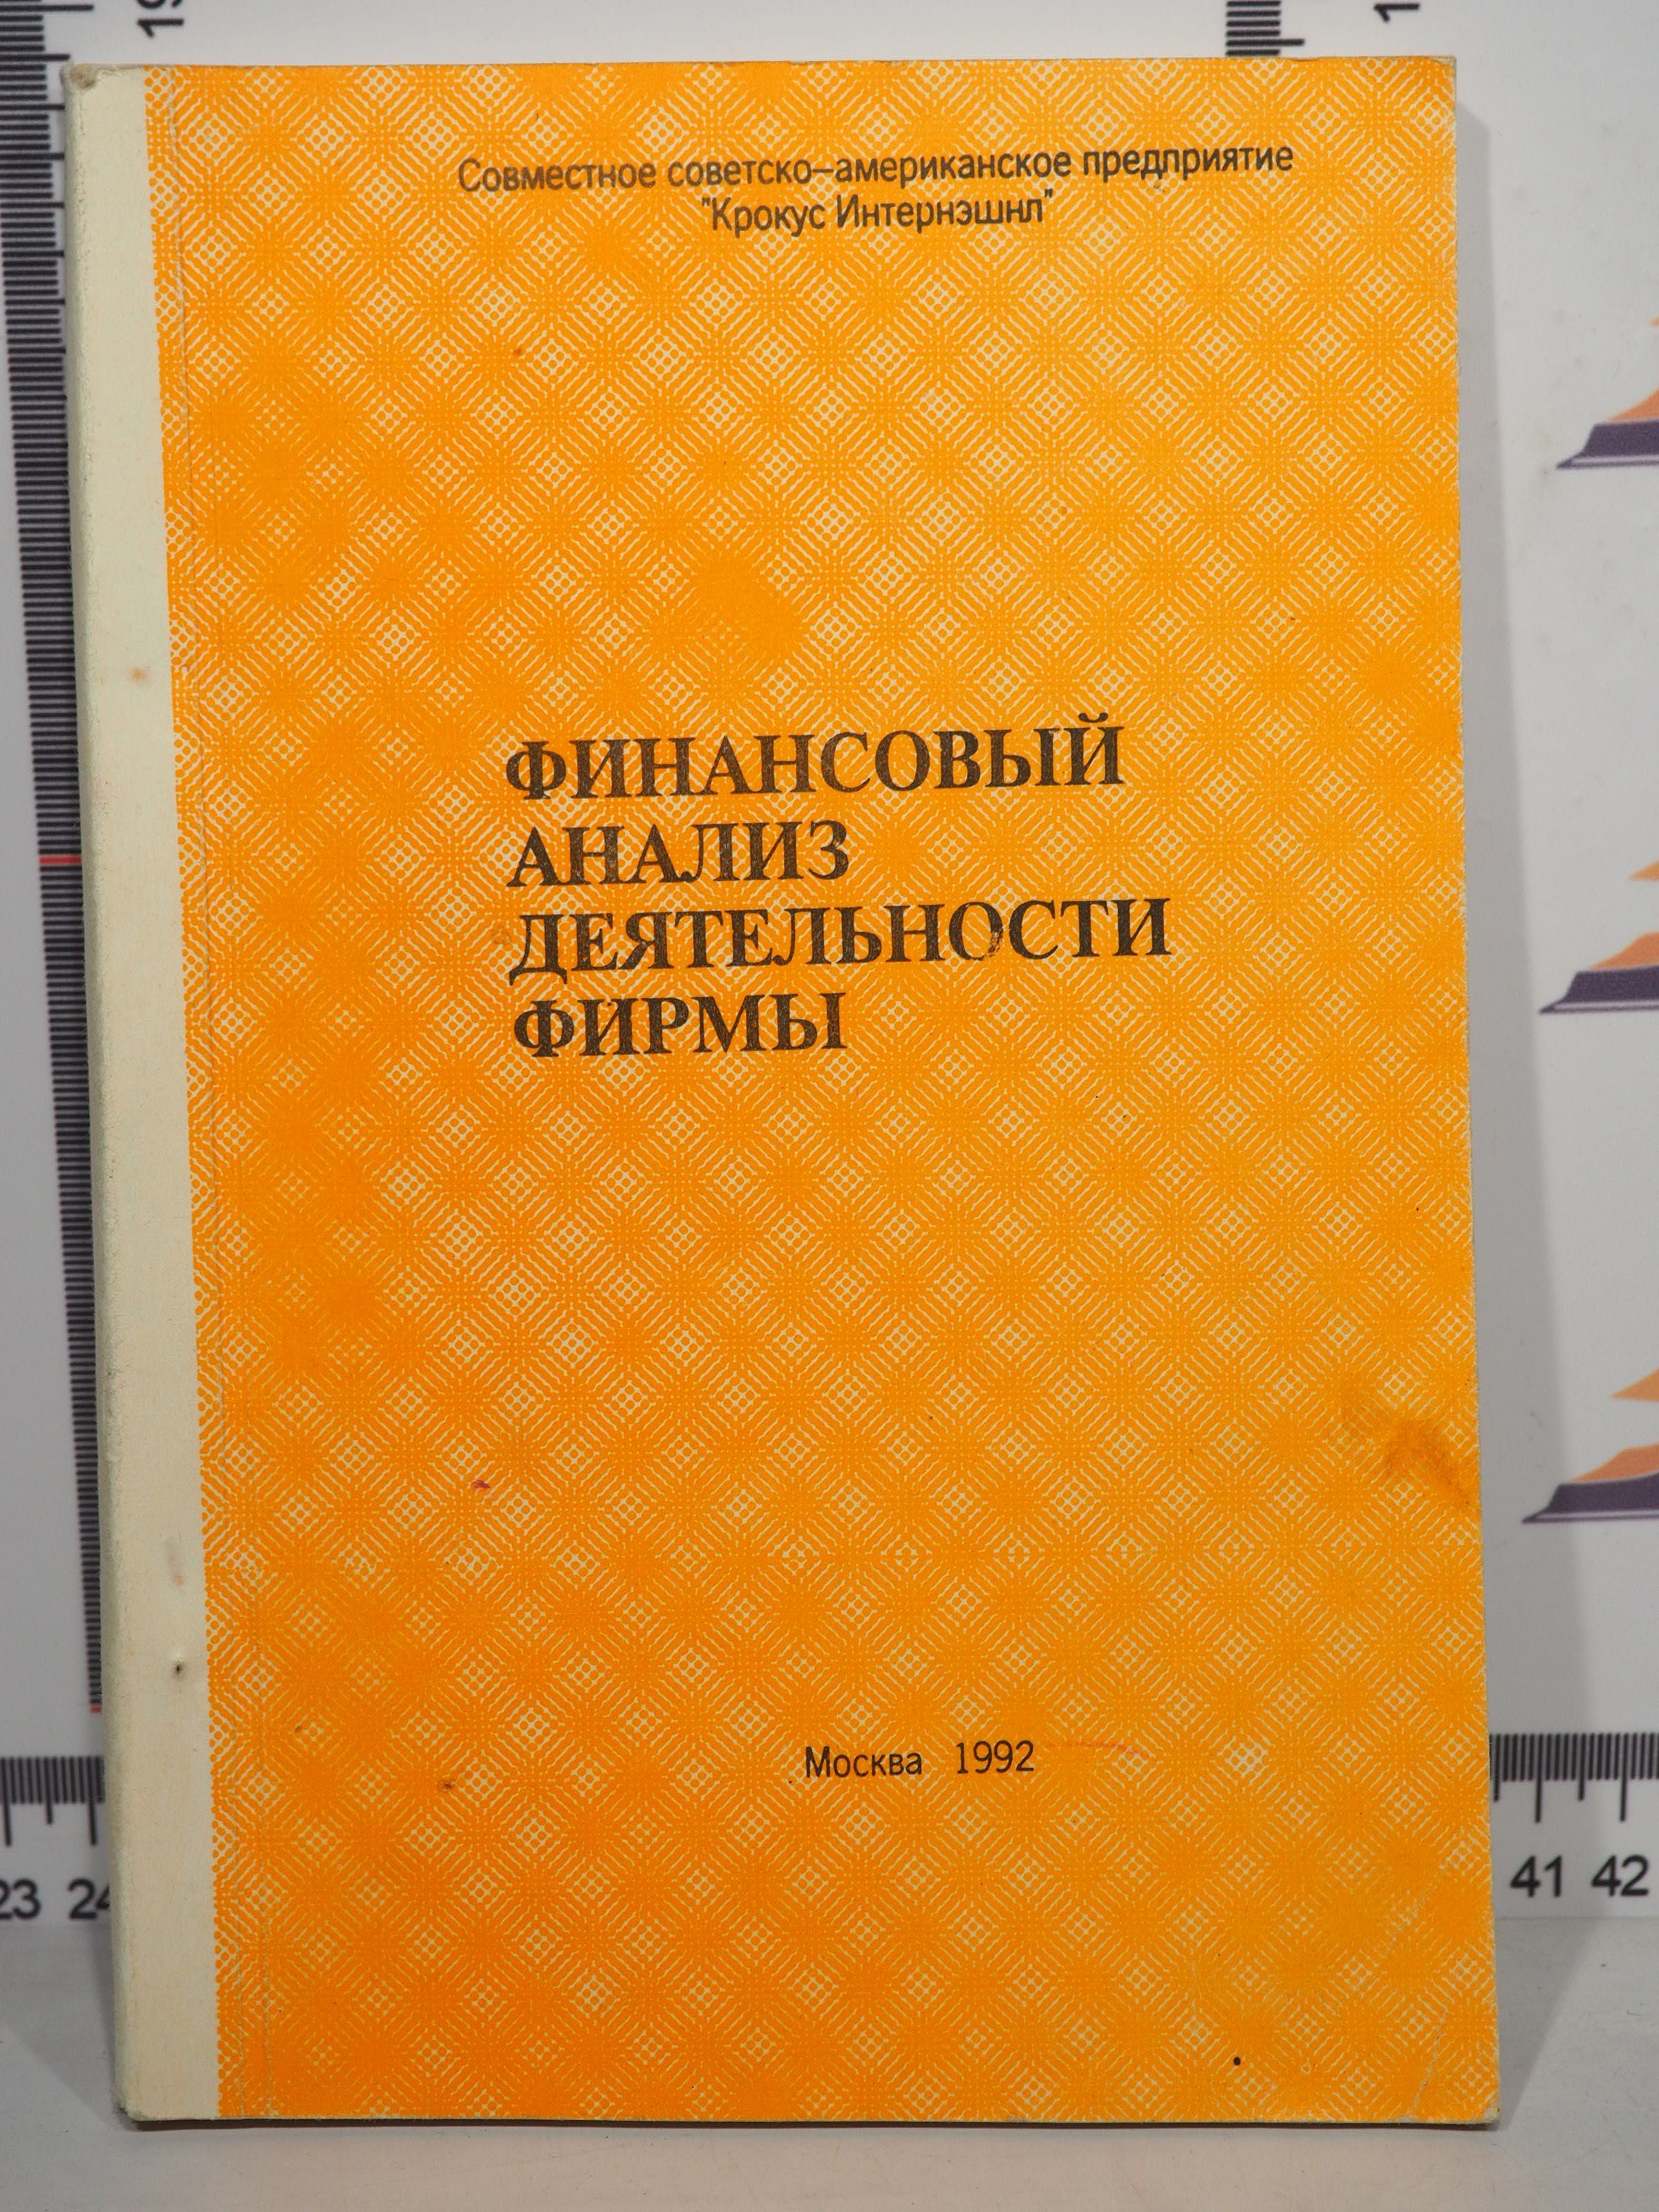 Совместное советско–американское предприятие
"Крокус Интернэшнл"
ФИНАНСОВЫЙ
АНАЛИЗ
ДЕЯТЕЛЬНОСТИ
ФИРМЫ
Москва 1992
23 24
41 42